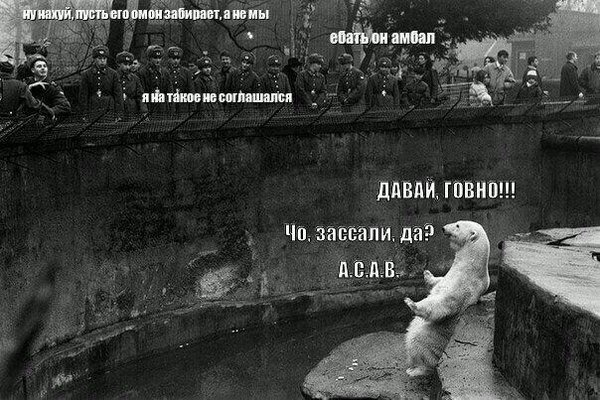 ну нахуй, пусть его омон забирает, а не мы
ебать он амбал
я на такое не соглашался
ДАВАЙ, ГОВНО!!!
Чо, зассали, да?
A.C.A.B.